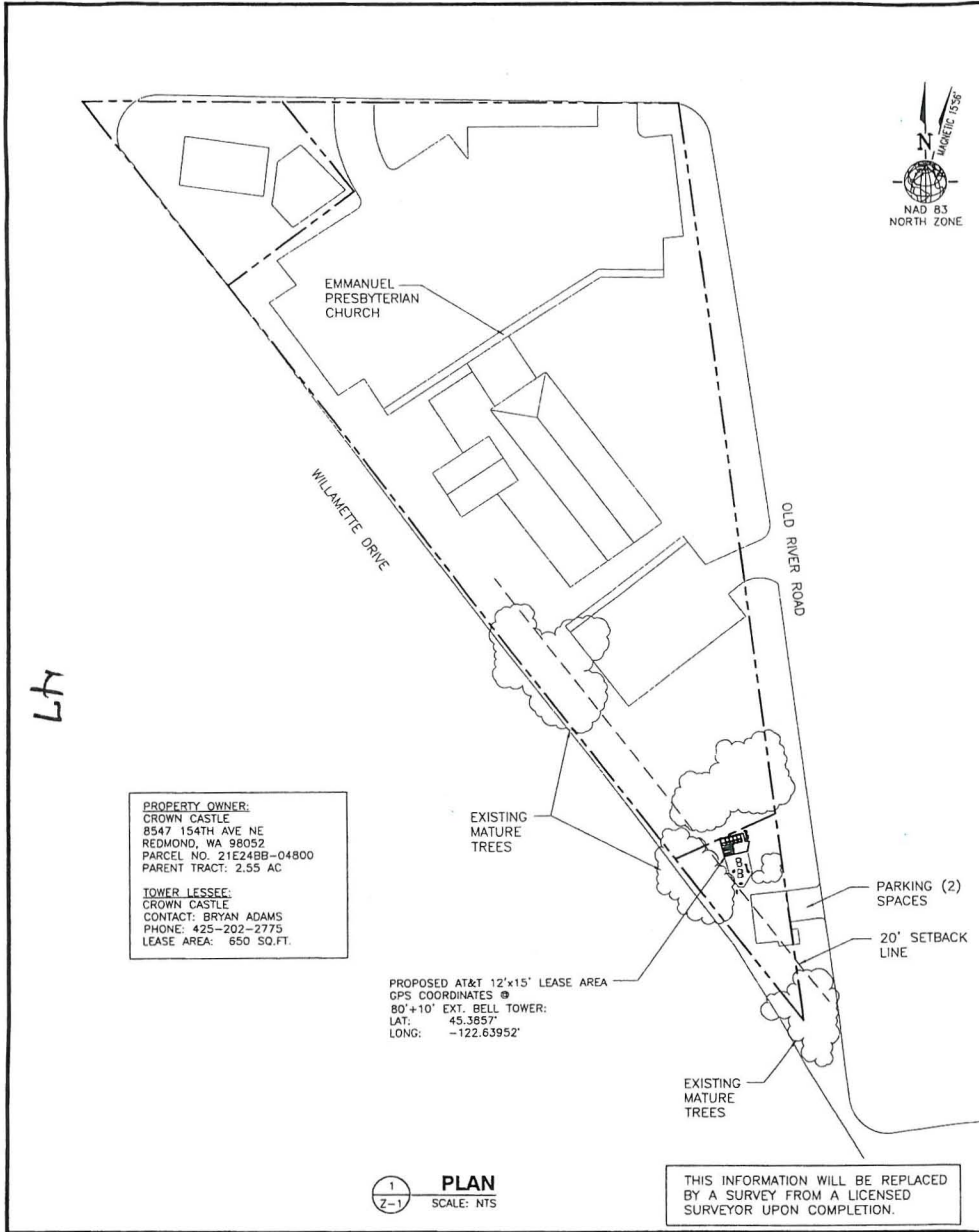 MAGNETIC 15°56'
N
NAD 83
NORTH ZONE
EMMANUEL
PRESBYTERIAN
CHURCH
WILLAMETTE DRIVE
OLD RIVER ROAD
47
PROPERTY OWNER:
CROWN CASTLE
8547 154TH AVE NE
REDMOND, WA 98052
PARCEL NO. 21E24BB-04800
PARENT TRACT: 2.55 AC
TOWER LESSEE:
CROWN CASTLE
CONTACT: BRYAN ADAMS
PHONE: 425-202-2775
LEASE AREA: 650 SQ.FT.
EXISTING
MATURE
TREES
PARKING (2)
SPACES
20' SETBACK
LINE
PROPOSED AT&T 12'x15' LEASE AREA
GPS COORDINATES @
80'+10' EXT. BELL TOWER:
LAT: 45.3857°
LONG: -122.63952°
EXISTING
MATURE
TREES
1
Z-1
PLAN
SCALE: NTS
THIS INFORMATION WILL BE REPLACED
BY A SURVEY FROM A LICENSED
SURVEYOR UPON COMPLETION.